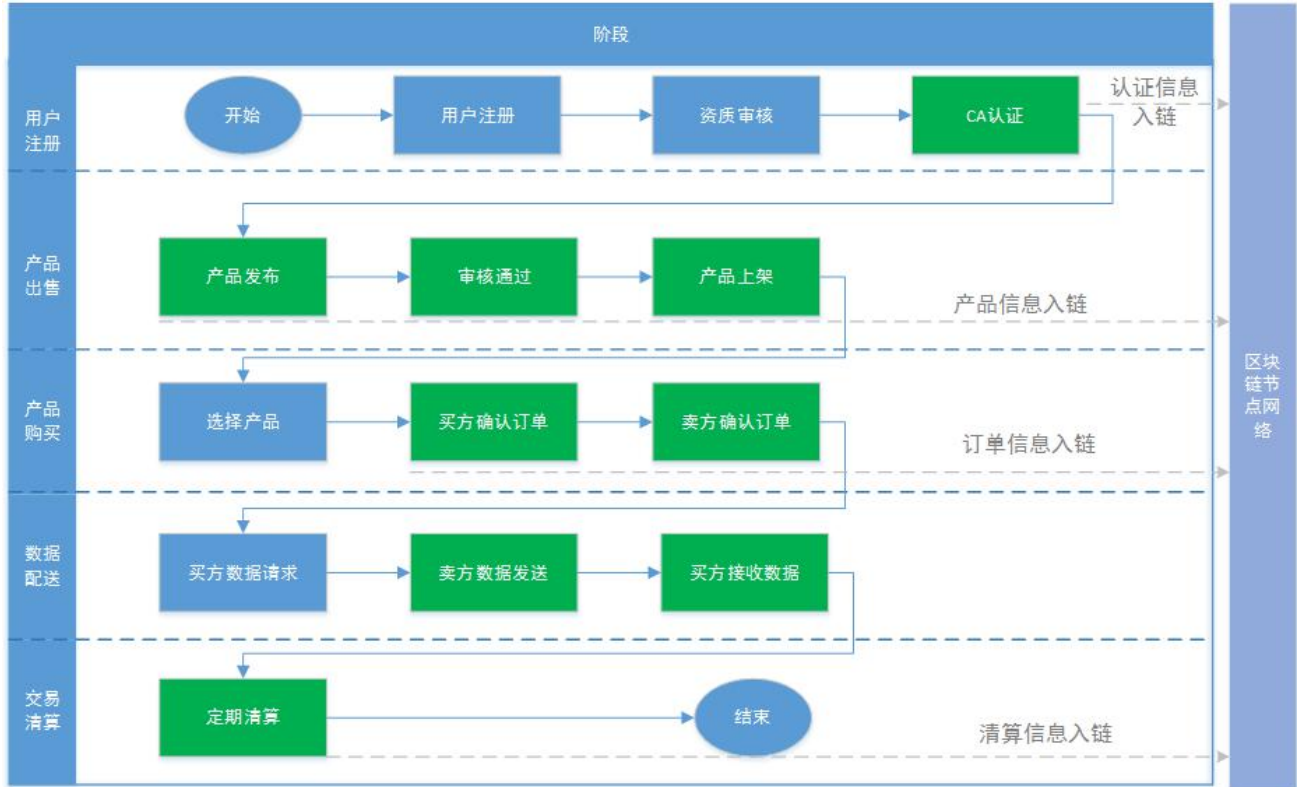 阶段
用户
注册
开始
用户注册
资质审核
CA认证
认证信息
入链
产品
出售
产品发布
审核通过
产品上架
产品信息入链
产品
购买
选择产品
买方确认订单
卖方确认订单
订单信息入链
区块
链节
点网
络
数据
配送
买方数据请求
卖方数据发送
买方接收数据
交易
清算
定期清算
结束
清算信息入链